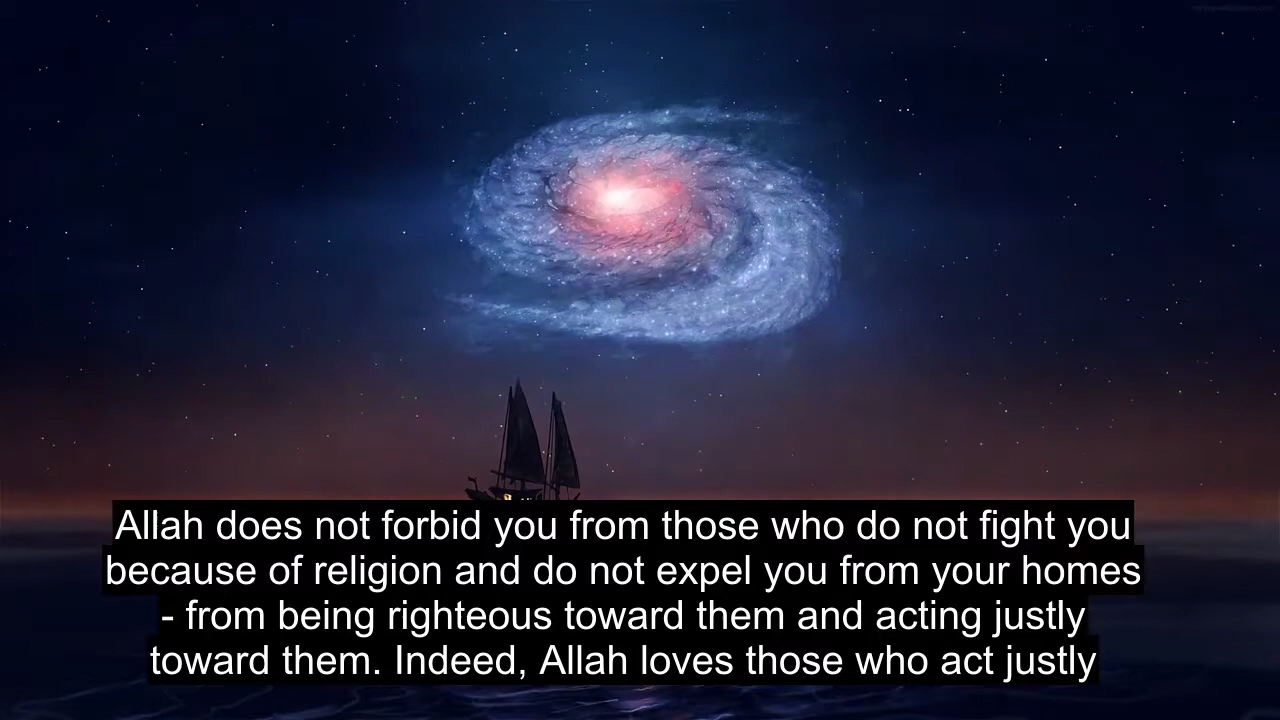 Allah does not forbid you from those who do not fight you
because of religion and do not expel you from your homes
- from being righteous toward them and acting justly
toward them. Indeed, Allah loves those who act justly